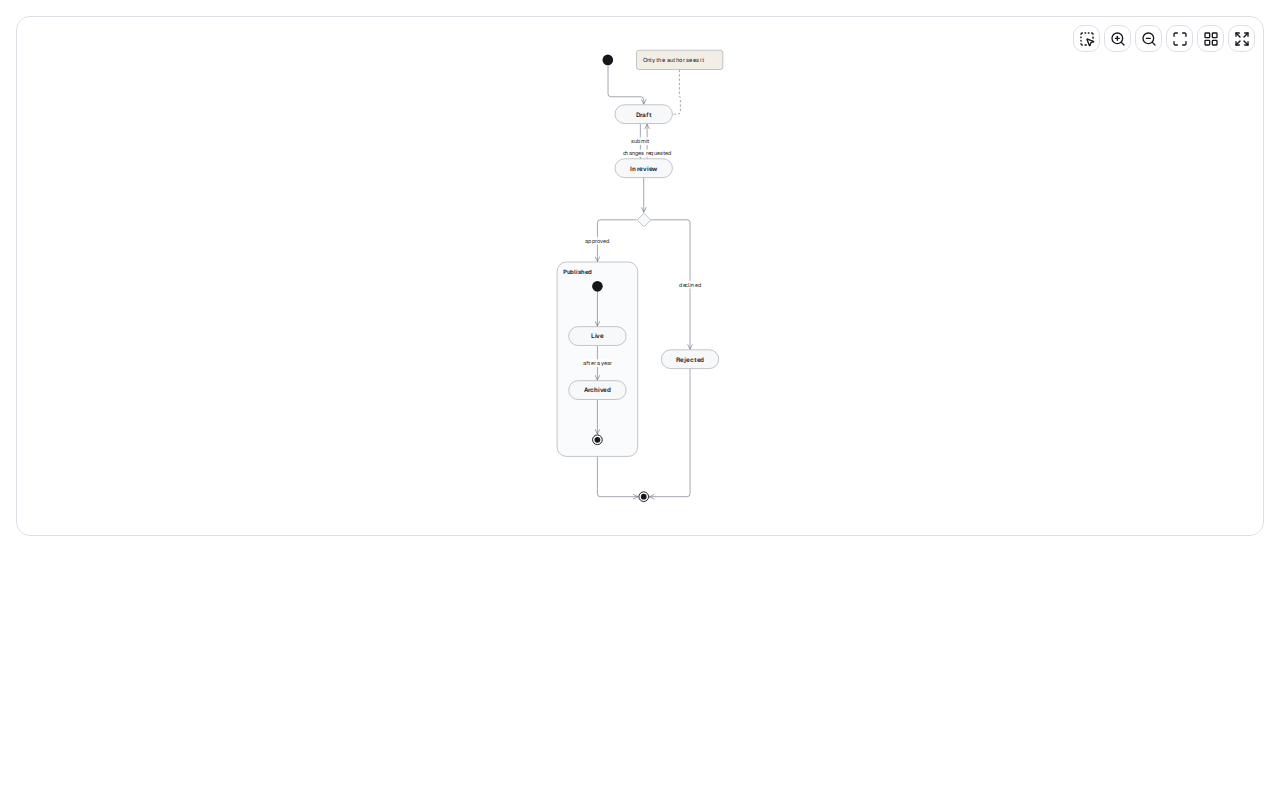 Only the author sees it
Draft
submit
changes requested
In review
approved
Published
declined
Live
Rejected
after a year
Archived